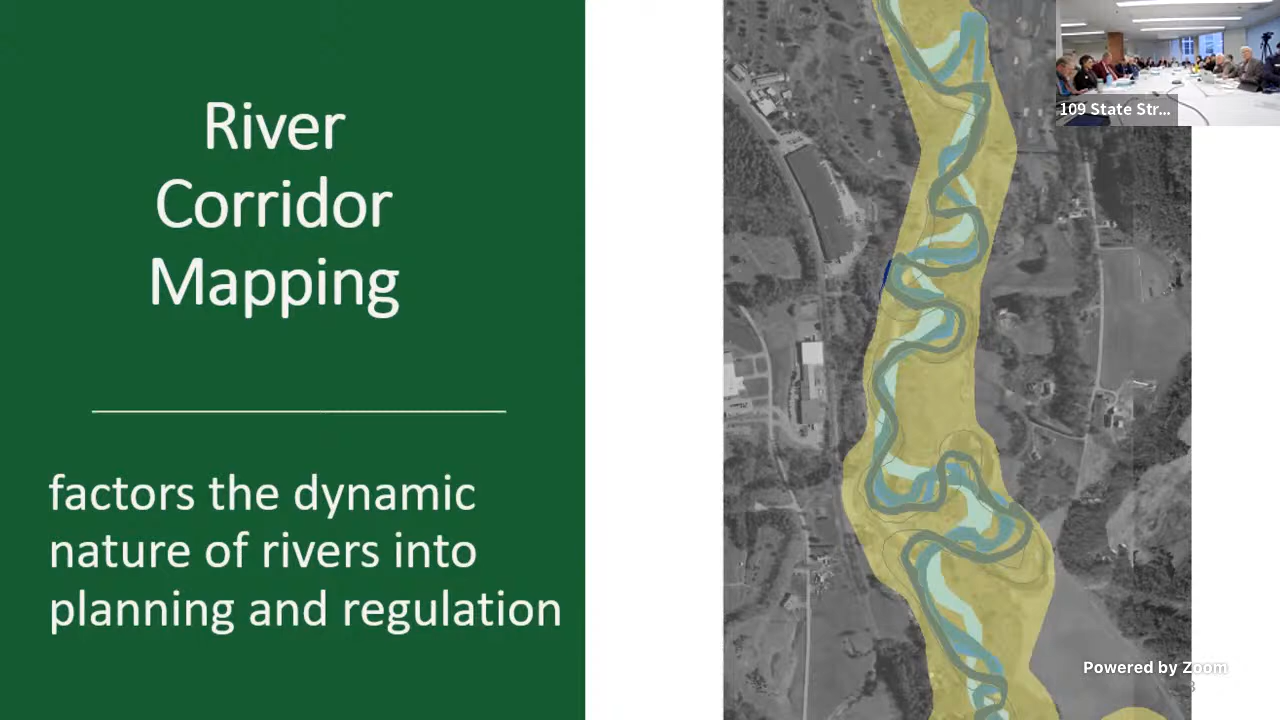 River
Corridor
Mapping
factors the dynamic
nature of rivers into
planning and regulation
109 State Str...
Powered by Zoom